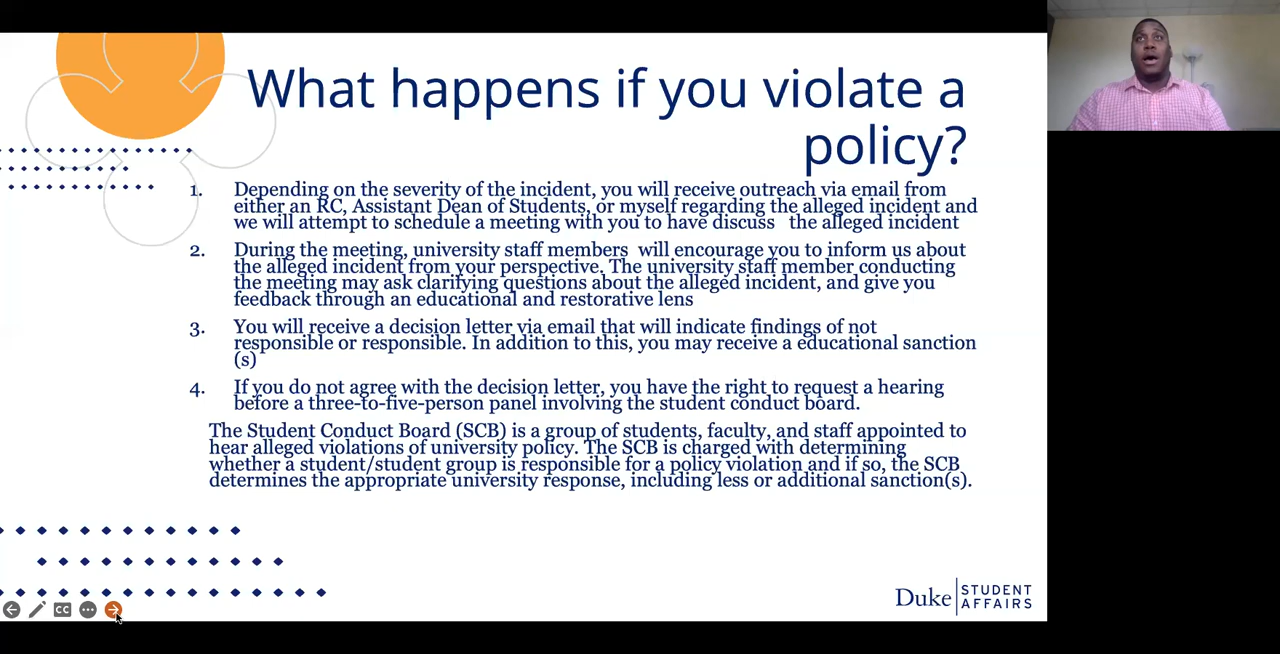 What happens if you violate a
policy?
1. Depending on the severity of the incident, you will receive outreach via email from
either an RC, Assistant Dean of Students, or myself regarding the alleged incident and
we will attempt to schedule a meeting with you to have discuss the alleged incident
2. During the meeting, university staff members will encourage you to inform us about
the alleged incident from your perspective. The university staff member conducting
the meeting may ask clarifying questions about the alleged incident, and give you
feedback through an educational and restorative lens
3. You will receive a decision letter via email that will indicate findings of not
responsible or responsible. In addition to this, you may receive a educational sanction
(s)
4. If you do not agree with the decision letter, you have the right to request a hearing
before a three-to-five-person panel involving the student conduct board.
The Student Conduct Board (SCB) is a group of students, faculty, and staff appointed to
hear alleged violations of university policy. The SCB is charged with determining
whether a student/student group is responsible for a policy violation and if so, the SCB
determines the appropriate university response, including less or additional sanction(s).
CC
Duke STUDENT
AFFAIRS